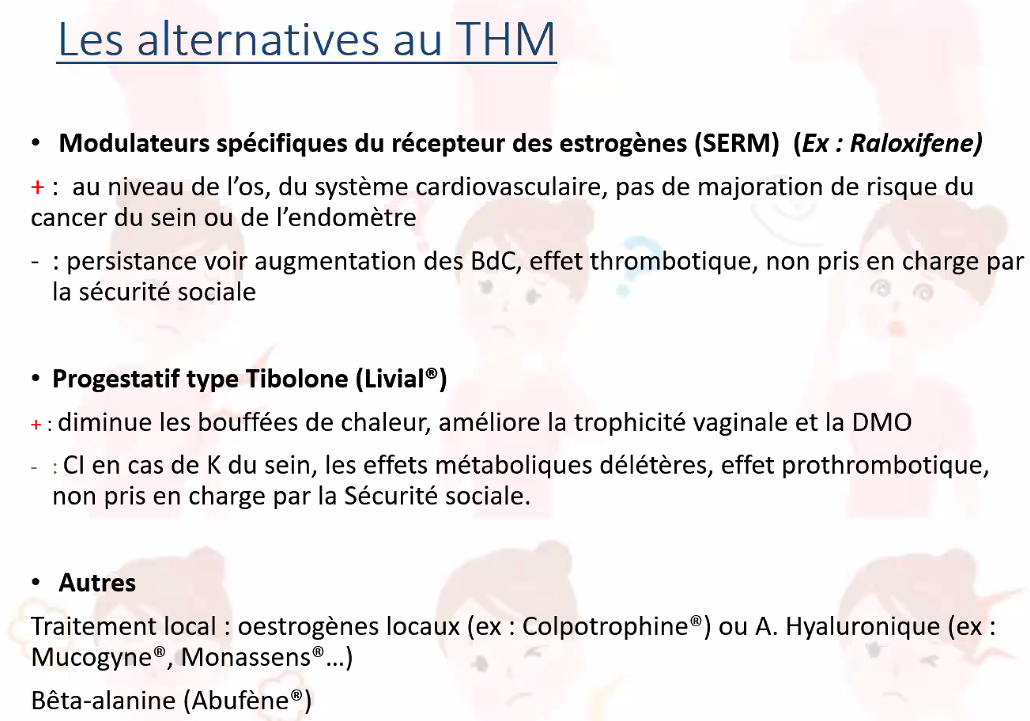 Les alternatives au THM
• Modulateurs spécifiques du récepteur des estrogènes (SERM) (Ex : Raloxifene)
+ : au niveau de l’os, du système cardiovasculaire, pas de majoration de risque du
cancer du sein ou de l’endomètre
- : persistance voir augmentation des BdC, effet thrombotique, non pris en charge par
la sécurité sociale
• Progestatif type Tibolone (Livial®)
+ : diminue les bouffées de chaleur, améliore la trophicité vaginale et la DMO
- : CI en cas de K du sein, les effets métaboliques délétères, effet prothrombotique,
non pris en charge par la Sécurité sociale.
• Autres
Traitement local : oestrogènes locaux (ex : Colpotrophine®) ou A. Hyaluronique (ex :
Mucogyne®, Monassens®…)
Bêta-alanine (Abufène®)